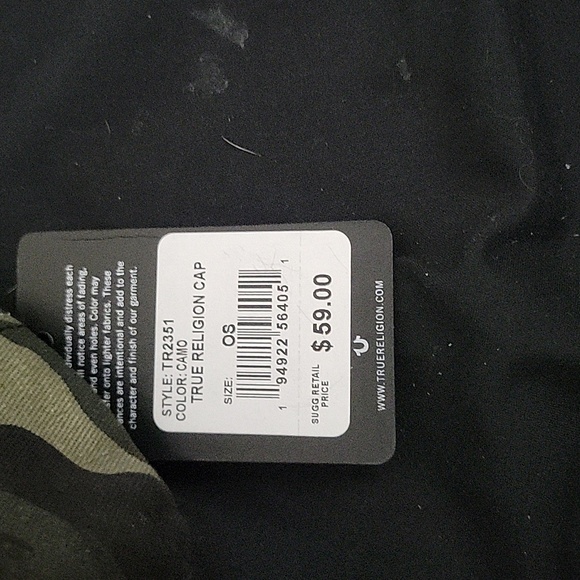 dividually distress each
notice areas of fading,
and even holes. Color may
onto lighter fabrics. These
ances are intentional and add to the
character and finish of our garment.
STYLE: TR2351
COLOR: CAMO
TRUE RELIGION CAP
SIZE: OS
1 94922 56405 1
SUGG RETAIL
PRICE
$59.00
WWW.TRUERELIGION.COM